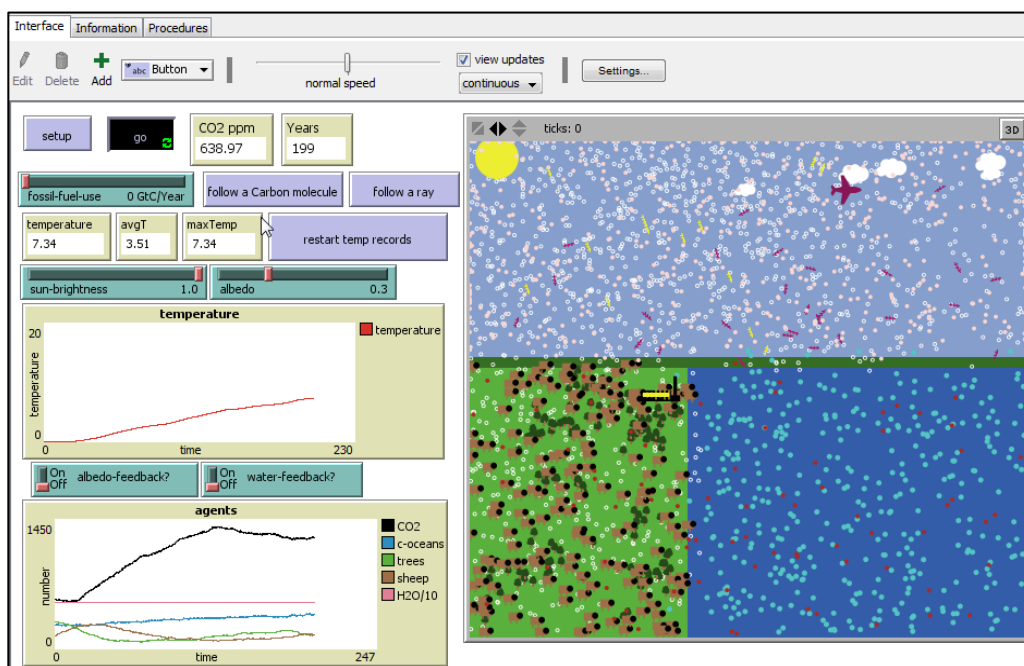 Interface Information Procedures
Edit Delete Add abc Button normal speed view updates continuous Settings...
setup go CO2 ppm 638.97 Years 199
ticks: 0 3D
fossil-fuel-use 0 GtC/Year follow a Carbon molecule follow a ray
temperature 7.34 avgT 3.51 maxTemp 7.34 restart temp records
sun-brightness 1.0 albedo 0.3
temperature
20
temperature
0
0 time 230
temperature
On Off albedo-feedback? On Off water-feedback?
agents
1450
number
0
0 time 247
CO2
c-oceans
trees
sheep
H2O/10